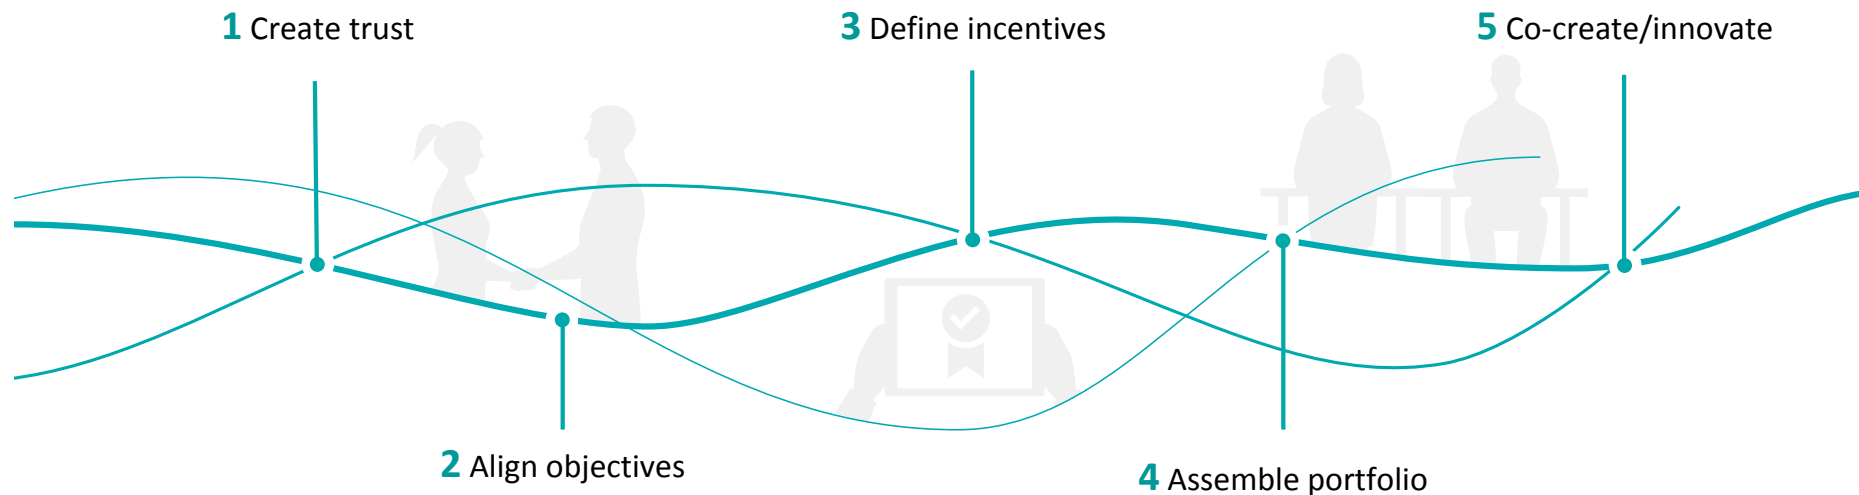 1 Create trust
2 Align objectives
3 Define incentives
4 Assemble portfolio
5 Co-create/innovate